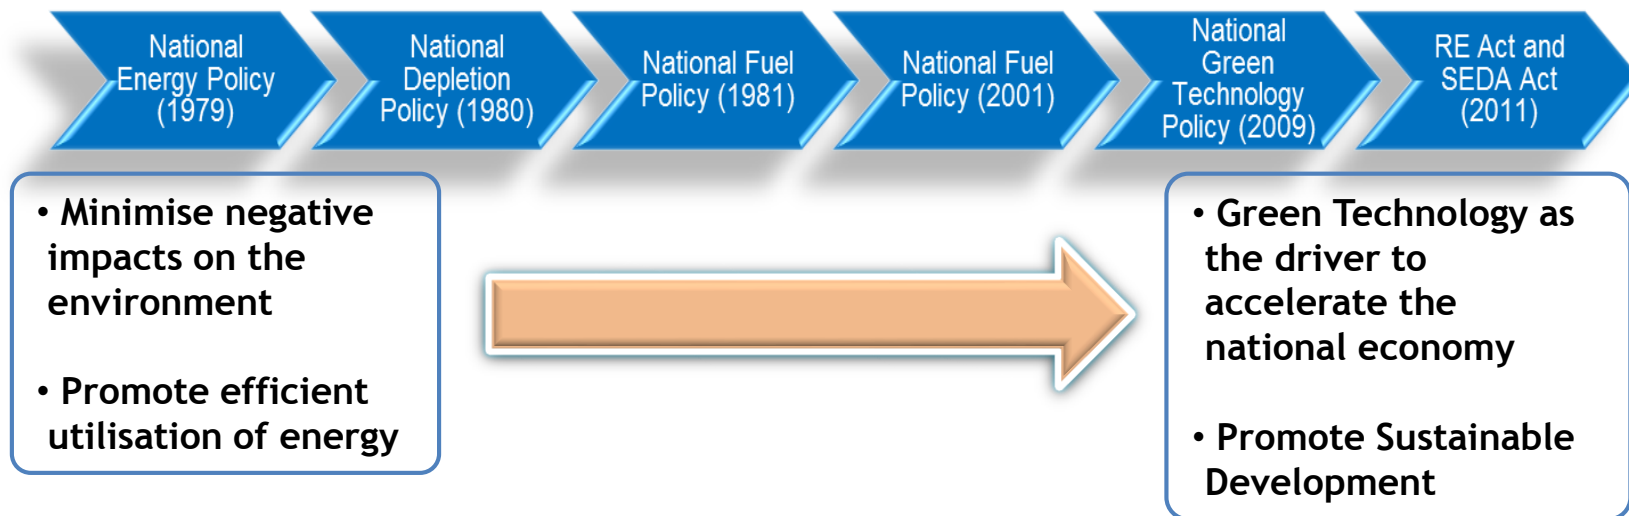 National
Energy Policy
(1979)
National
Depletion
Policy (1980)
National Fuel
Policy (1981)
National Fuel
Policy (2001)
National
Green
Technology
Policy (2009)
RE Act and
SEDA Act
(2011)
• Minimise negative
impacts on the
environment
• Promote efficient
utilisation of energy
• Green Technology as
the driver to
accelerate the
national economy
• Promote Sustainable
Development